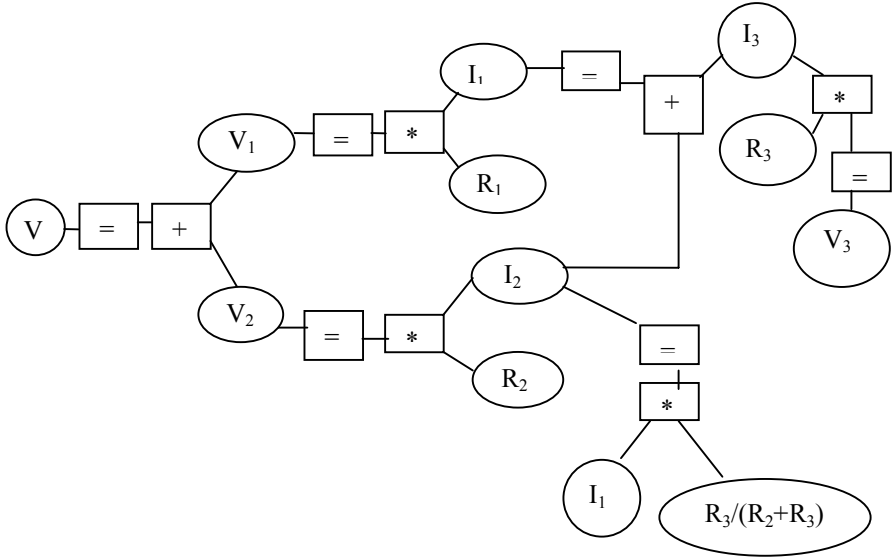 I₃
I₁
=
+
*
V₁
=
*
R₃
=
R₁
V
=
+
V₃
I₂
V₂
=
*
=
R₂
*
I₁
R₃/(R₂+R₃)